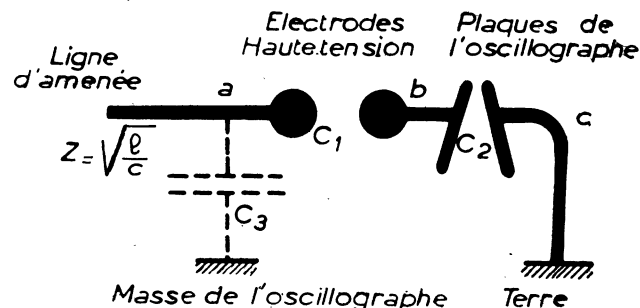 Electrodes
Haute.tension
Plaques de
l'oscillographe
Ligne
d'amenée
a
b
c
C1
C2
Z = √ℓ/c
C3
Masse de l'oscillographe
Terre